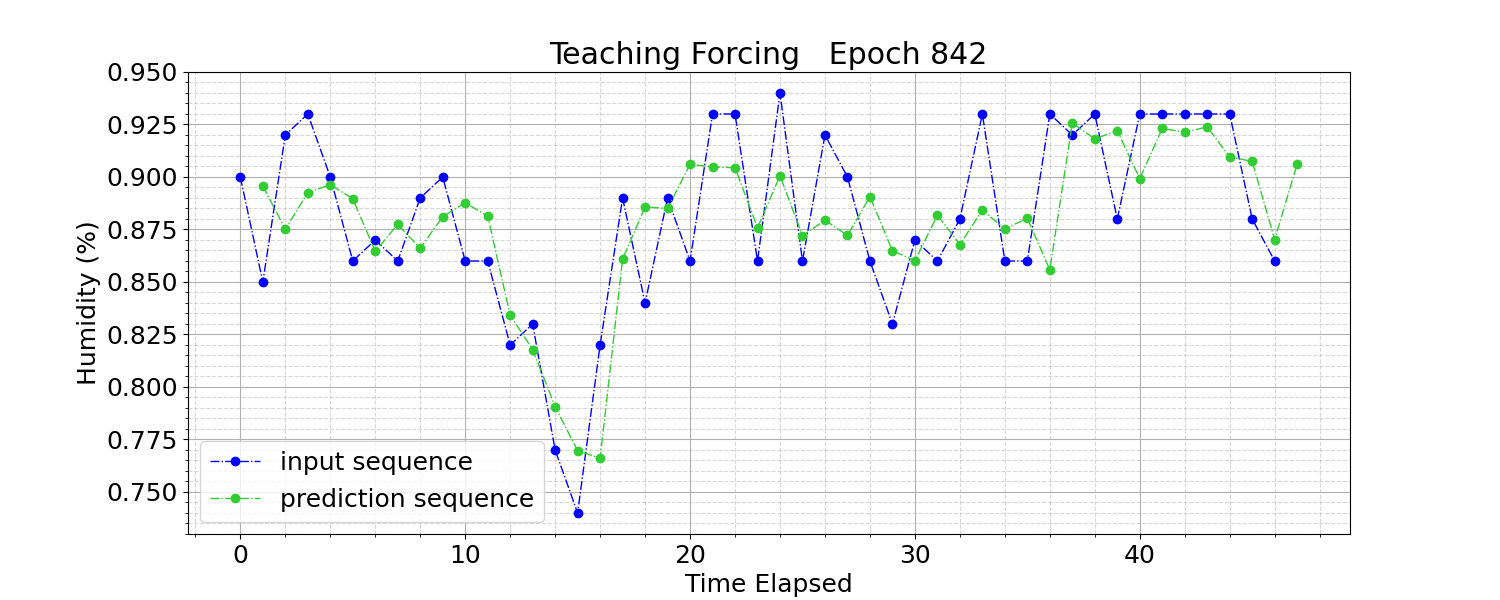 Teaching Forcing   Epoch 842
Humidity (%)
0.950
0.925
0.900
0.875
0.850
0.825
0.800
0.775
0.750
input sequence
prediction sequence
0 10 20 30 40
Time Elapsed